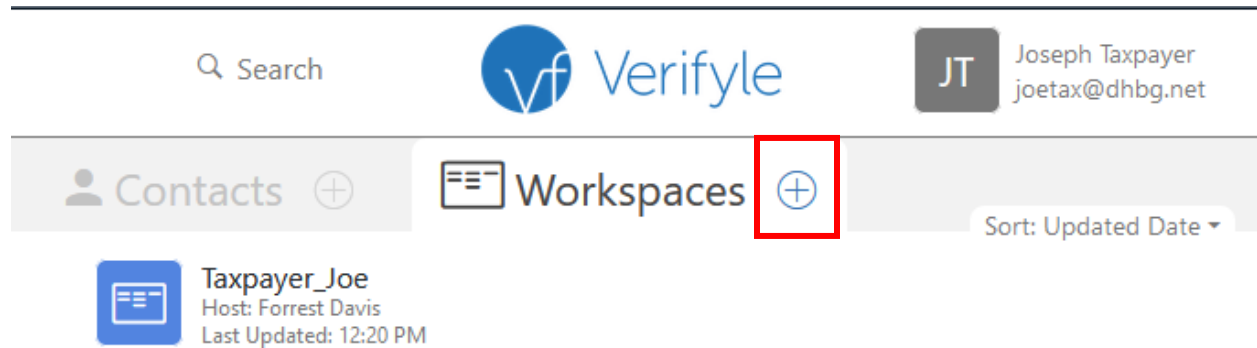 Search
vf Verifyle
JT
Joseph Taxpayer
joetax@dhbg.net
Contacts
Workspaces
Sort: Updated Date
Taxpayer_Joe
Host: Forrest Davis
Last Updated: 12:20 PM